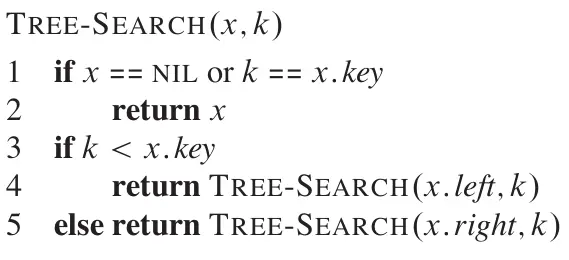 TREE-SEARCH(x, k)
1 if x == NIL or k == x.key
2 return x
3 if k < x.key
4 return TREE-SEARCH(x.left, k)
5 else return TREE-SEARCH(x.right, k)